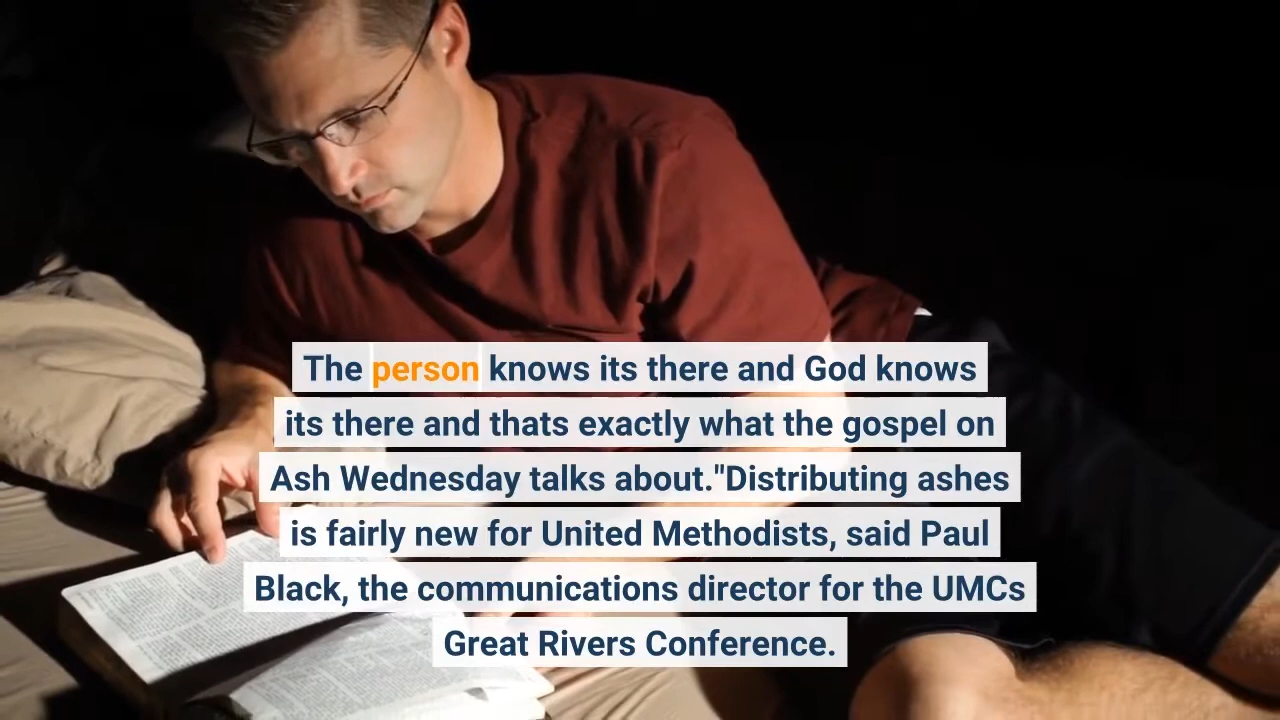 The person knows its there and God knows
its there and thats exactly what the gospel on
Ash Wednesday talks about."Distributing ashes
is fairly new for United Methodists, said Paul
Black, the communications director for the UMCs
Great Rivers Conference.